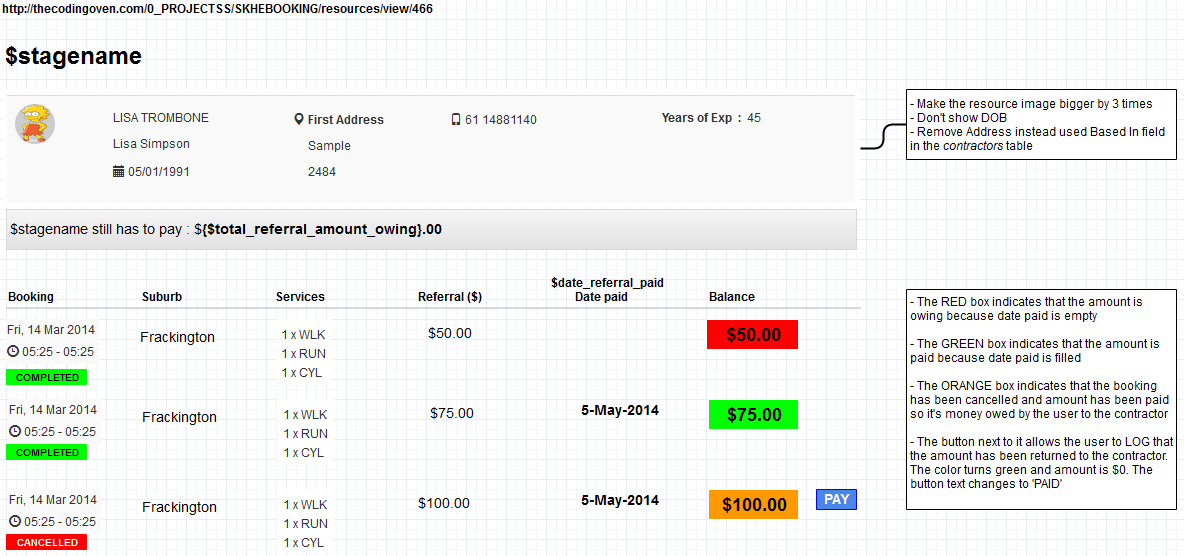 http://thecodingoven.com/0_PROJECTSS/SKHEBOOKING/resources/view/466
$stagename
LISA TROMBONE
Lisa Simpson
05/01/1991
First Address
Sample
2484
61 14881140
Years of Exp : 45
- Make the resource image bigger by 3 times
- Don't show DOB
- Remove Address instead used Based In field
in the contractors table
$stagename still has to pay : ${$total_referral_amount_owing}.00
Booking Suburb Services Referral ($) $date_referral_paid Date paid Balance
Fri, 14 Mar 2014
05:25 - 05:25
COMPLETED
Frackington
1 x WLK
1 x RUN
1 x CYL
$50.00
$50.00
Fri, 14 Mar 2014
05:25 - 05:25
COMPLETED
Frackington
1 x WLK
1 x RUN
1 x CYL
$75.00
5-May-2014
$75.00
Fri, 14 Mar 2014
05:25 - 05:25
CANCELLED
Frackington
1 x WLK
1 x RUN
1 x CYL
$100.00
5-May-2014
$100.00
PAY
- The RED box indicates that the amount is
owing because date paid is empty
- The GREEN box indicates that the amount is
paid because date paid is filled
- The ORANGE box indicates that the booking
has been cancelled and amount has been paid
so it's money owed by the user to the contractor
- The button next to it allows the user to LOG that
the amount has been returned to the contractor.
The color turns green and amount is $0. The
button text changes to 'PAID'